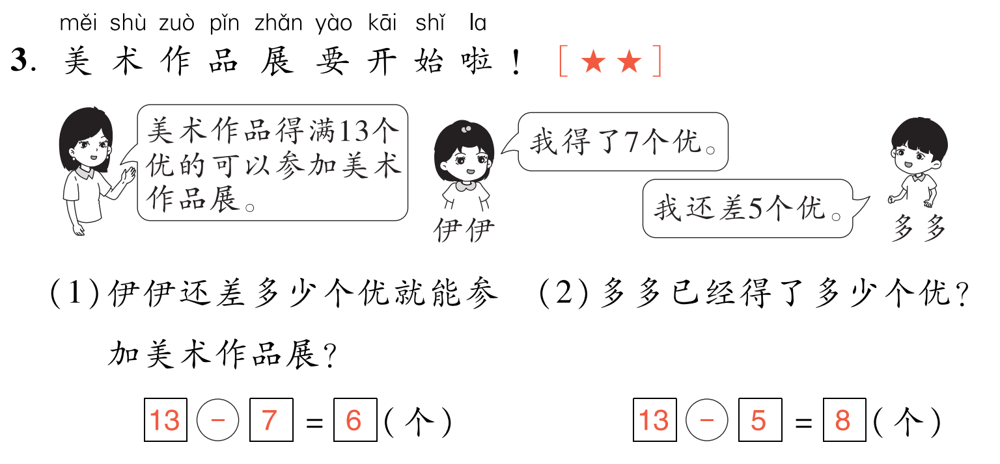 měi shù zuò pǐn zhǎn yào kāi shǐ la
3. 美术作品展要开始啦！[★★]
美术作品得满13个
优的可以参加美术
作品展。
我得了7个优。
伊伊
我还差5个优。
多多
(1)伊伊还差多少个优就能参
加美术作品展?
13 - 7 = 6 (个)
(2)多多已经得了多少个优?
13 - 5 = 8 (个)